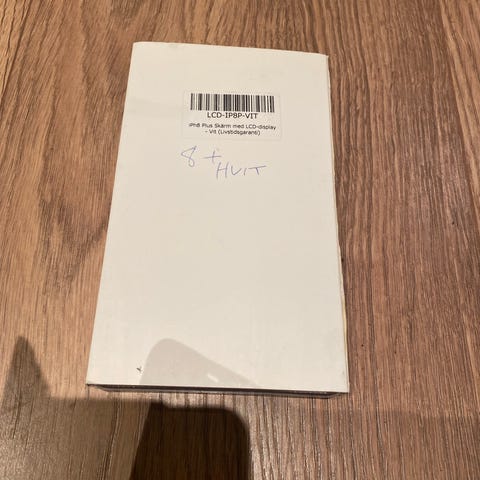 LCD-IP8P-VIT
iPh8 Plus Skärm med LCD-display
- Vit (Livstidsgaranti)
8+
HVIT